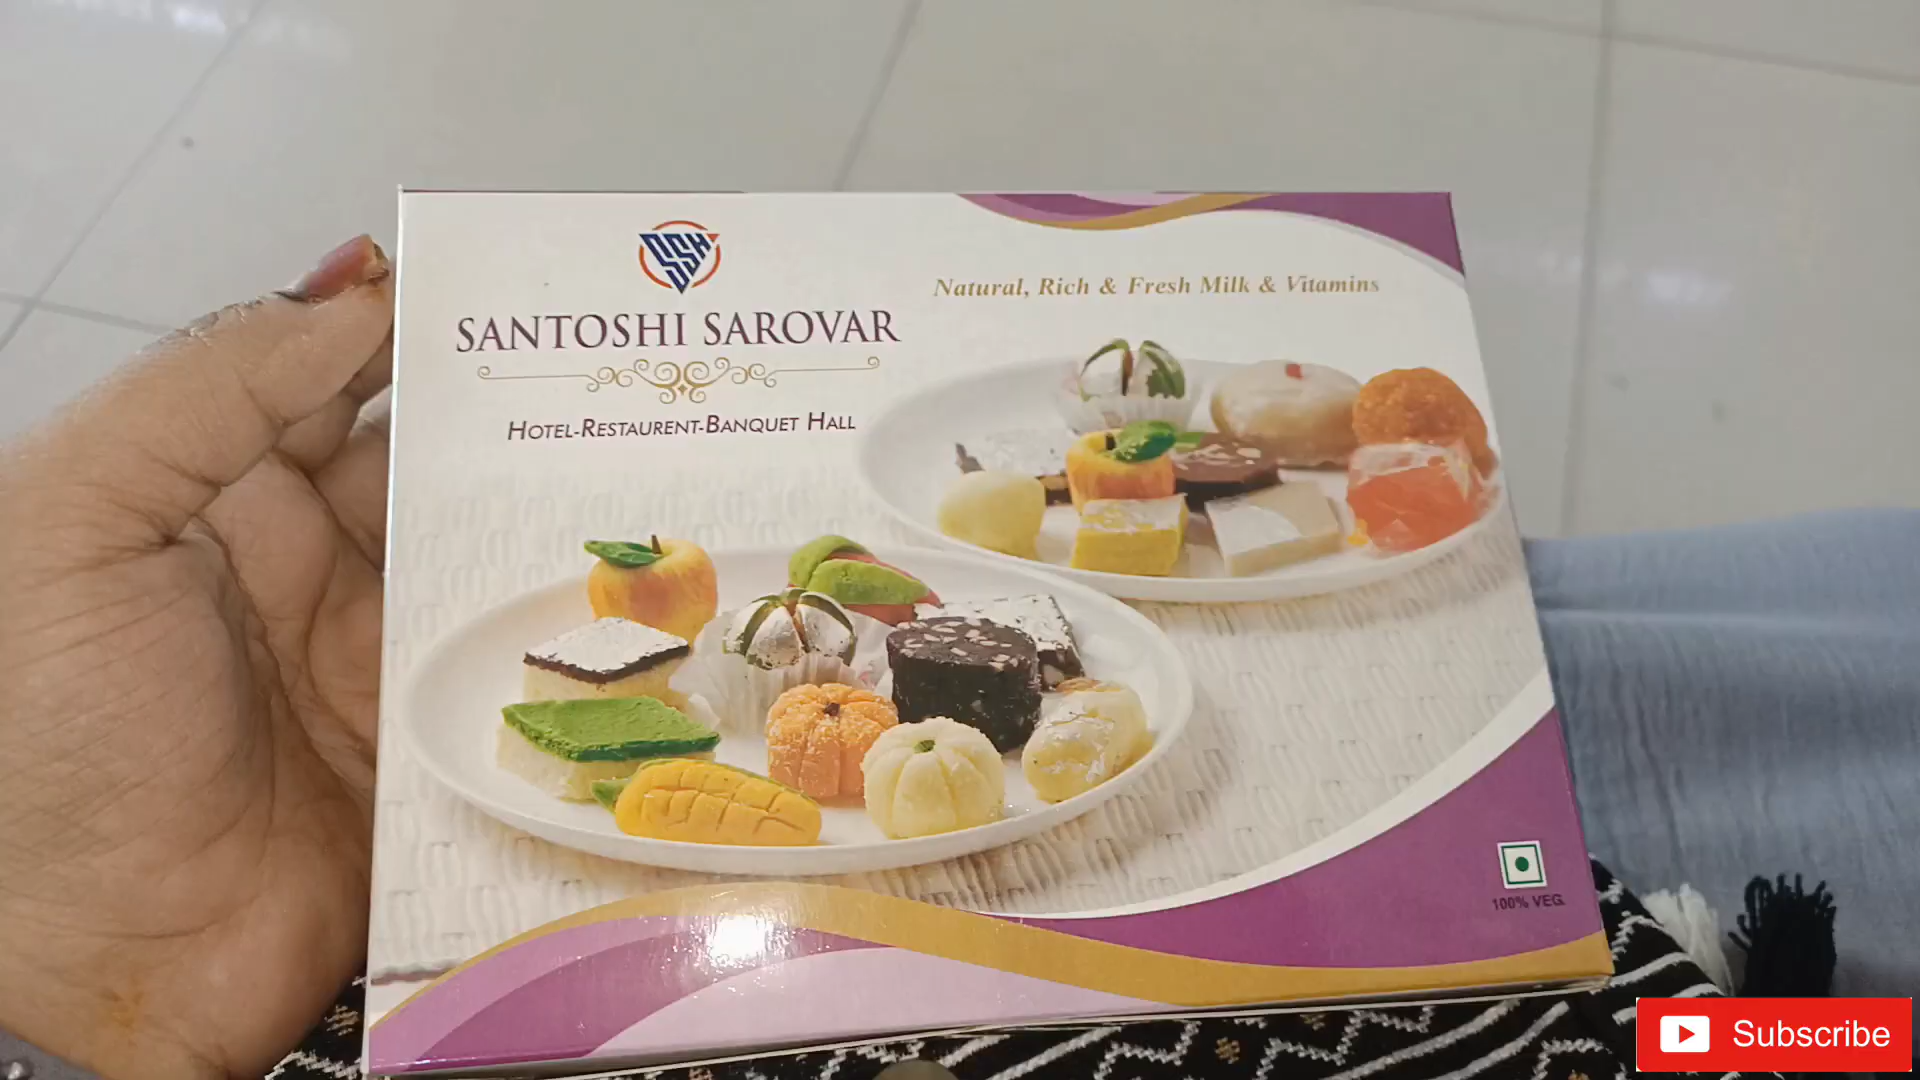 SSH
SANTOSHI SAROVAR
HOTEL-RESTAURENT-BANQUET HALL
Natural, Rich & Fresh Milk & Vitamins
100% VEG.
Subscribe